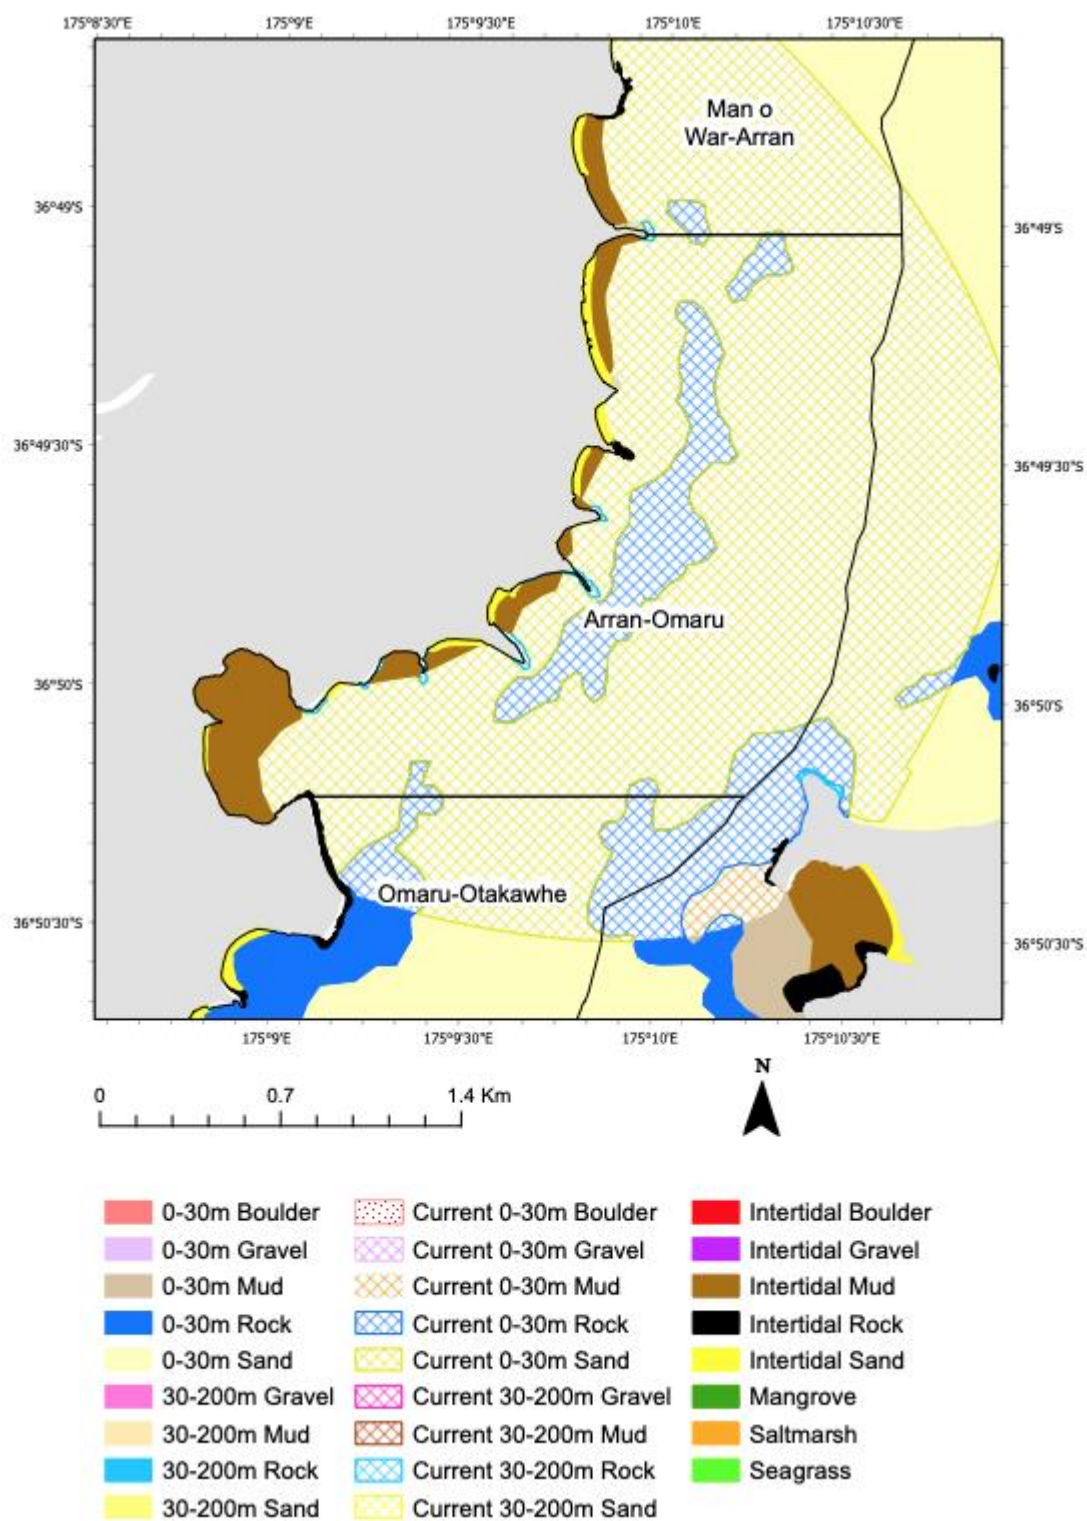 175°8'30"E 175°9'E 175°9'30"E 175°10'E 175°10'30"E
Man o
War-Arran
36°49'S
36°49'S
36°49'30"S
36°49'30"S
Arran-Omaru
36°50'S
36°50'S
Omaru-Otakawhe
36°50'30"S
36°50'30"S
175°9'E 175°9'30"E 175°10'E 175°10'30"E
N
0 0.7 1.4 Km
0-30m Boulder Current 0-30m Boulder Intertidal Boulder
0-30m Gravel Current 0-30m Gravel Intertidal Gravel
0-30m Mud Current 0-30m Mud Intertidal Mud
0-30m Rock Current 0-30m Rock Intertidal Rock
0-30m Sand Current 0-30m Sand Intertidal Sand
30-200m Gravel Current 30-200m Gravel Mangrove
30-200m Mud Current 30-200m Mud Saltmarsh
30-200m Rock Current 30-200m Rock Seagrass
30-200m Sand Current 30-200m Sand